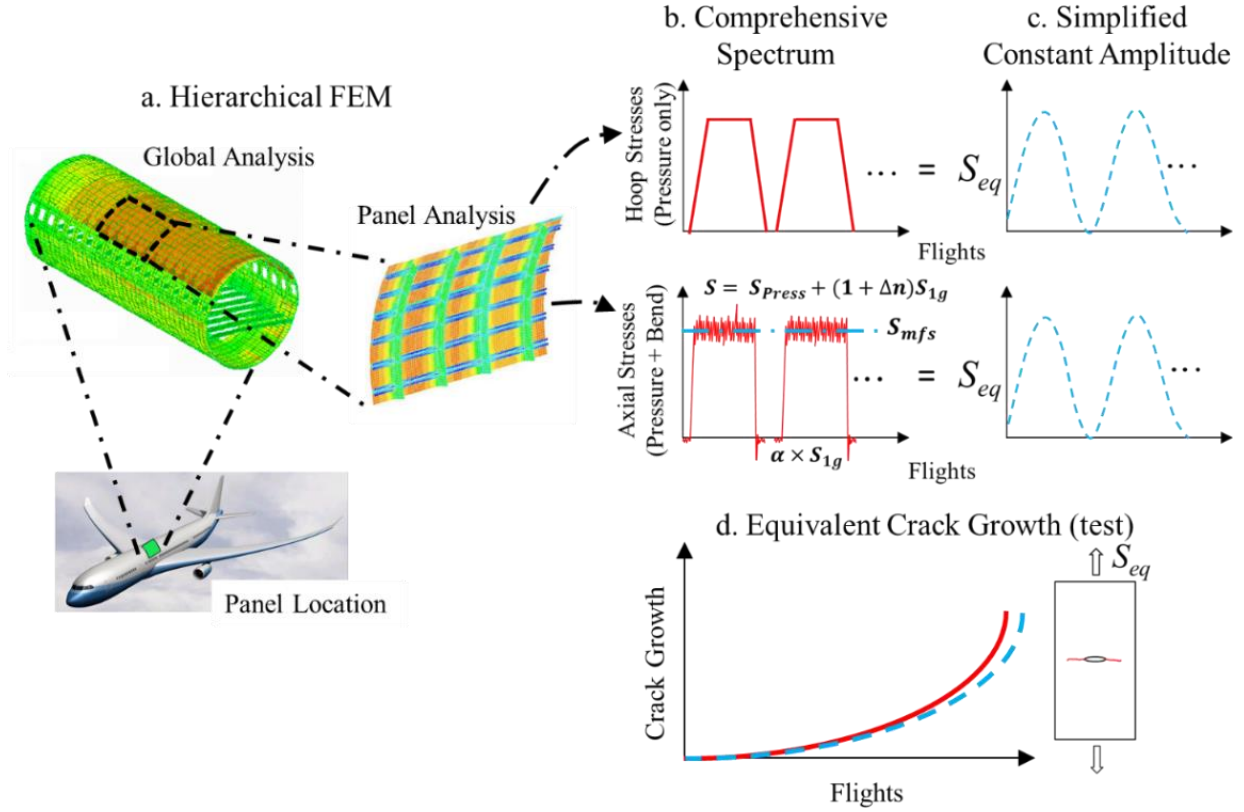 a. Hierarchical FEM
Global Analysis
Panel Analysis
Panel Location
b. Comprehensive
Spectrum
c. Simplified
Constant Amplitude
Hoop Stresses
(Pressure only)
... = S_eq
...
Flights
Axial Stresses
(Pressure + Bend)
S = S_Press + (1 + Δn)S_1g
S_mfs
... = S_eq
...
α × S_1g
Flights
d. Equivalent Crack Growth (test)
Crack Growth
Flights
S_eq